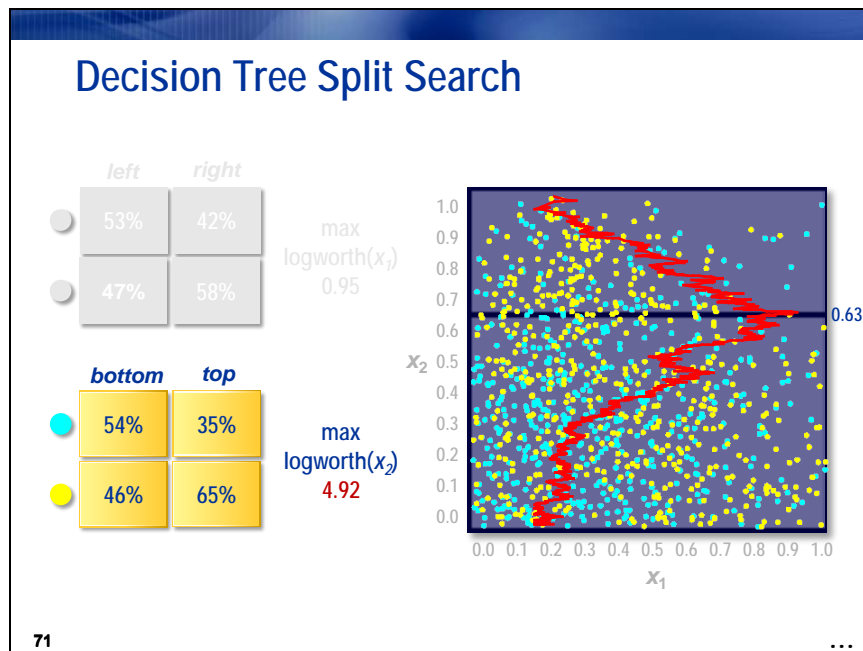 Decision Tree Split Search
left right
53% 42%
47% 58%
max
logworth(x1)
0.95
bottom top
54% 35%
46% 65%
max
logworth(x2)
4.92
1.0
0.9
0.8
0.7
0.6
0.5
0.4
0.3
0.2
0.1
0.0
x2
0.63
0.0 0.1 0.2 0.3 0.4 0.5 0.6 0.7 0.8 0.9 1.0
x1
71
...